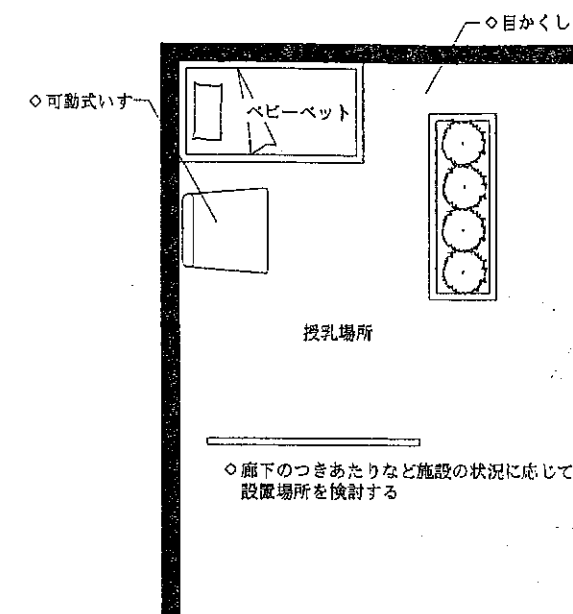 ◇目かくし
◇可動式いす
ベビーベット
授乳場所
◇廊下のつきあたりなど施設の状況に応じて
設置場所を検討する